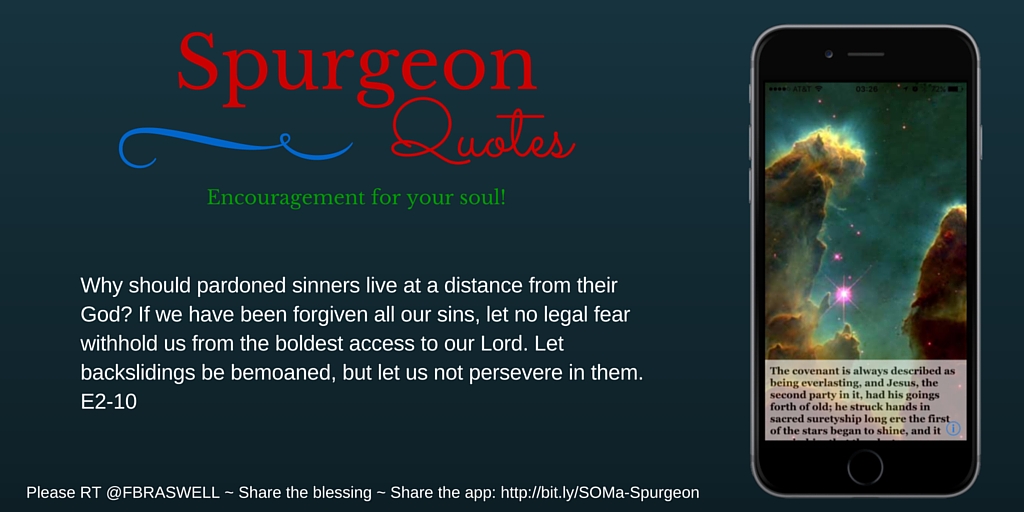 Spurgeon
Quotes
Encouragement for your soul!
Why should pardoned sinners live at a distance from their
God? If we have been forgiven all our sins, let no legal fear
withhold us from the boldest access to our Lord. Let
backslidings be bemoaned, but let us not persevere in them.
E2-10
Please RT @FBRASWELL ~ Share the blessing ~ Share the app: http://bit.ly/SOMa-Spurgeon
AT&T 03:26
The covenant is always described as
being everlasting, and Jesus, the
second party in it, had his goings
forth of old; he struck hands in
sacred suretyship long ere the first
of the stars began to shine, and it